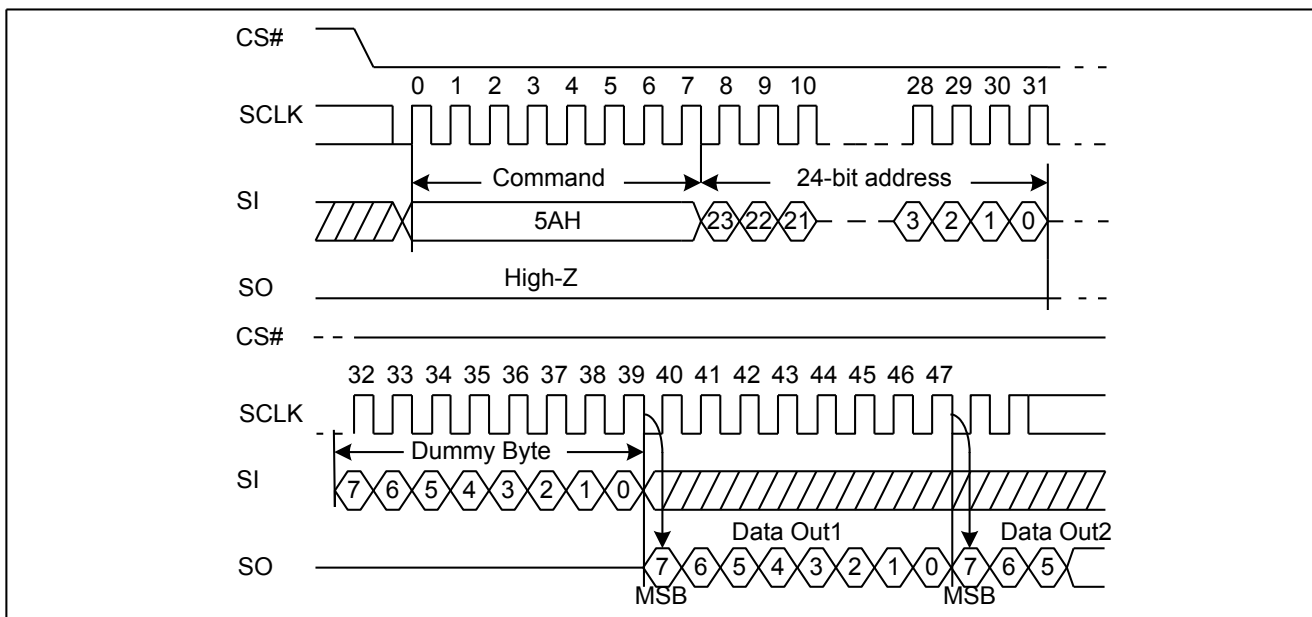 CS#
0 1 2 3 4 5 6 7 8 9 10 28 29 30 31
SCLK
Command 24-bit address
SI
5AH 23 22 21 3 2 1 0
High-Z
SO
CS#
32 33 34 35 36 37 38 39 40 41 42 43 44 45 46 47
SCLK
Dummy Byte
SI
7 6 5 4 3 2 1 0
Data Out1 Data Out2
SO
7 6 5 4 3 2 1 0 7 6 5
MSB MSB